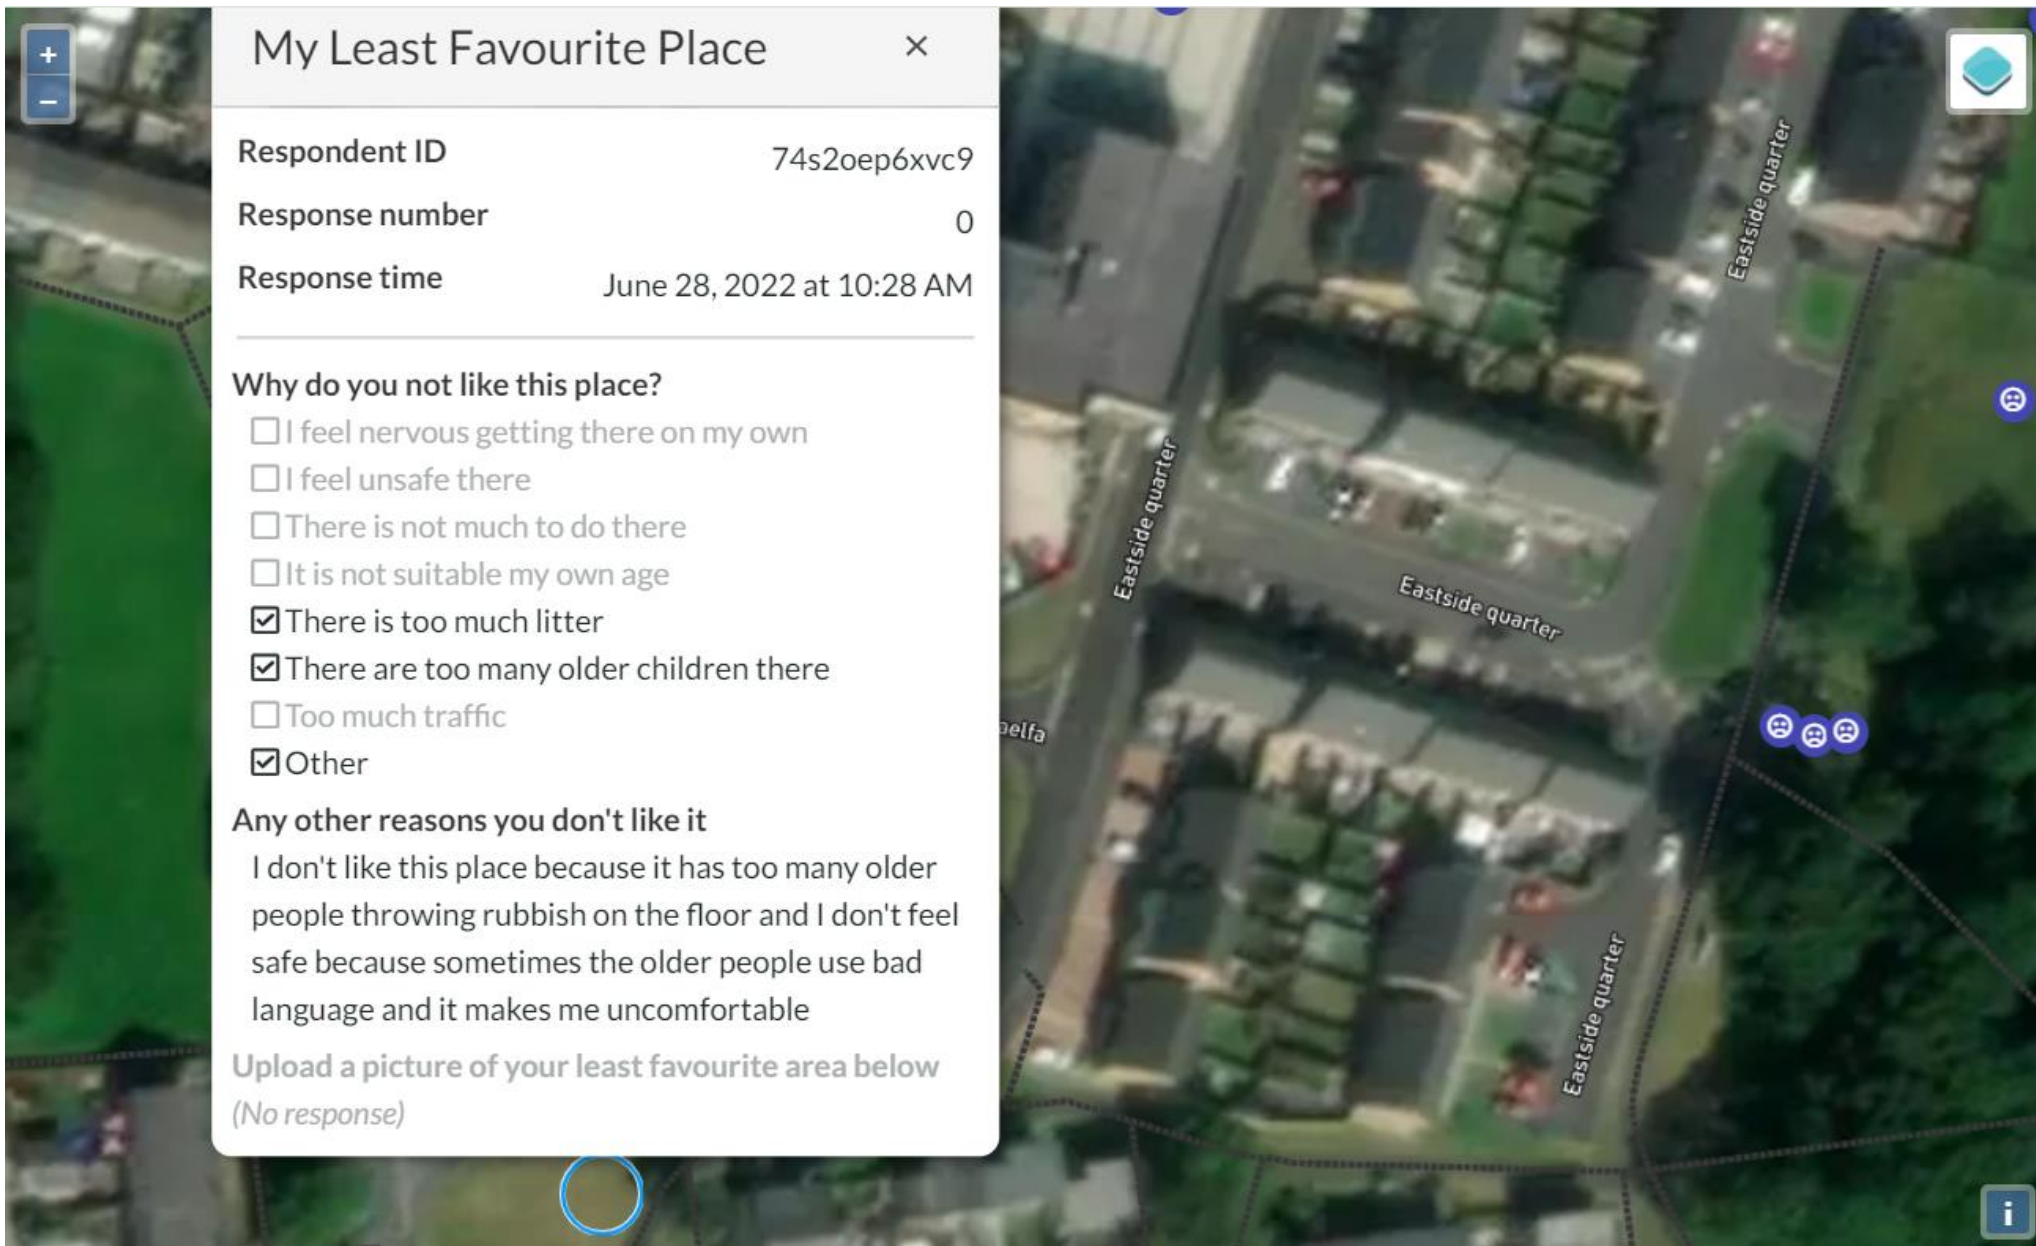 +
−
My Least Favourite Place ×
Respondent ID 74s2oep6xvc9
Response number 0
Response time June 28, 2022 at 10:28 AM
Why do you not like this place?
I feel nervous getting there on my own
I feel unsafe there
There is not much to do there
It is not suitable my own age
There is too much litter
There are too many older children there
Too much traffic
Other
Any other reasons you don't like it
I don't like this place because it has too many older
people throwing rubbish on the floor and I don't feel
safe because sometimes the older people use bad
language and it makes me uncomfortable
Upload a picture of your least favourite area below
(No response)
Eastside quarter
Eastside quarter
Eastside quarter
aelfa
Eastside quarter
i